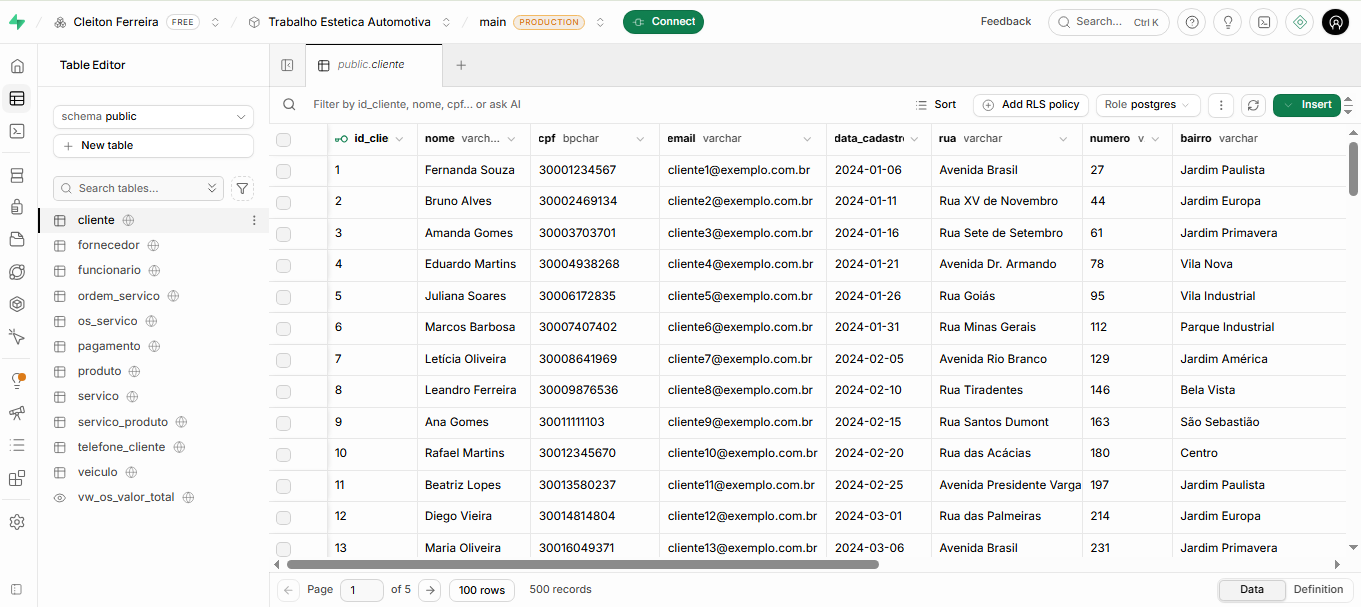 Cleiton Ferreira FREE / Trabalho Estetica Automotiva / main PRODUCTION Connect Feedback Search... Ctrl K
Table Editor
public.cliente
schema public
New table
Search tables...
cliente
fornecedor
funcionario
ordem_servico
os_servico
pagamento
produto
servico
servico_produto
telefone_cliente
veiculo
vw_os_valor_total
Filter by id_cliente, nome, cpf... or ask AI Sort Add RLS policy Role postgres Insert
id_clie nome varch... cpf bpchar email varchar data_cadastro rua varchar numero v bairro varchar
1 Fernanda Souza 30001234567 cliente1@exemplo.com.br 2024-01-06 Avenida Brasil 27 Jardim Paulista
2 Bruno Alves 30002469134 cliente2@exemplo.com.br 2024-01-11 Rua XV de Novembro 44 Jardim Europa
3 Amanda Gomes 30003703701 cliente3@exemplo.com.br 2024-01-16 Rua Sete de Setembro 61 Jardim Primavera
4 Eduardo Martins 30004938268 cliente4@exemplo.com.br 2024-01-21 Avenida Dr. Armando 78 Vila Nova
5 Juliana Soares 30006172835 cliente5@exemplo.com.br 2024-01-26 Rua Goiás 95 Vila Industrial
6 Marcos Barbosa 30007407402 cliente6@exemplo.com.br 2024-01-31 Rua Minas Gerais 112 Parque Industrial
7 Letícia Oliveira 30008641969 cliente7@exemplo.com.br 2024-02-05 Avenida Rio Branco 129 Jardim América
8 Leandro Ferreira 30009876536 cliente8@exemplo.com.br 2024-02-10 Rua Tiradentes 146 Bela Vista
9 Ana Gomes 30011111103 cliente9@exemplo.com.br 2024-02-15 Rua Santos Dumont 163 São Sebastião
10 Rafael Martins 30012345670 cliente10@exemplo.com.br 2024-02-20 Rua das Acácias 180 Centro
11 Beatriz Lopes 30013580237 cliente11@exemplo.com.br 2024-02-25 Avenida Presidente Varga 197 Jardim Paulista
12 Diego Vieira 30014814804 cliente12@exemplo.com.br 2024-03-01 Rua das Palmeiras 214 Jardim Europa
13 Maria Oliveira 30016049371 cliente13@exemplo.com.br 2024-03-06 Avenida Brasil 231 Jardim Primavera
Page 1 of 5 100 rows 500 records Data Definition